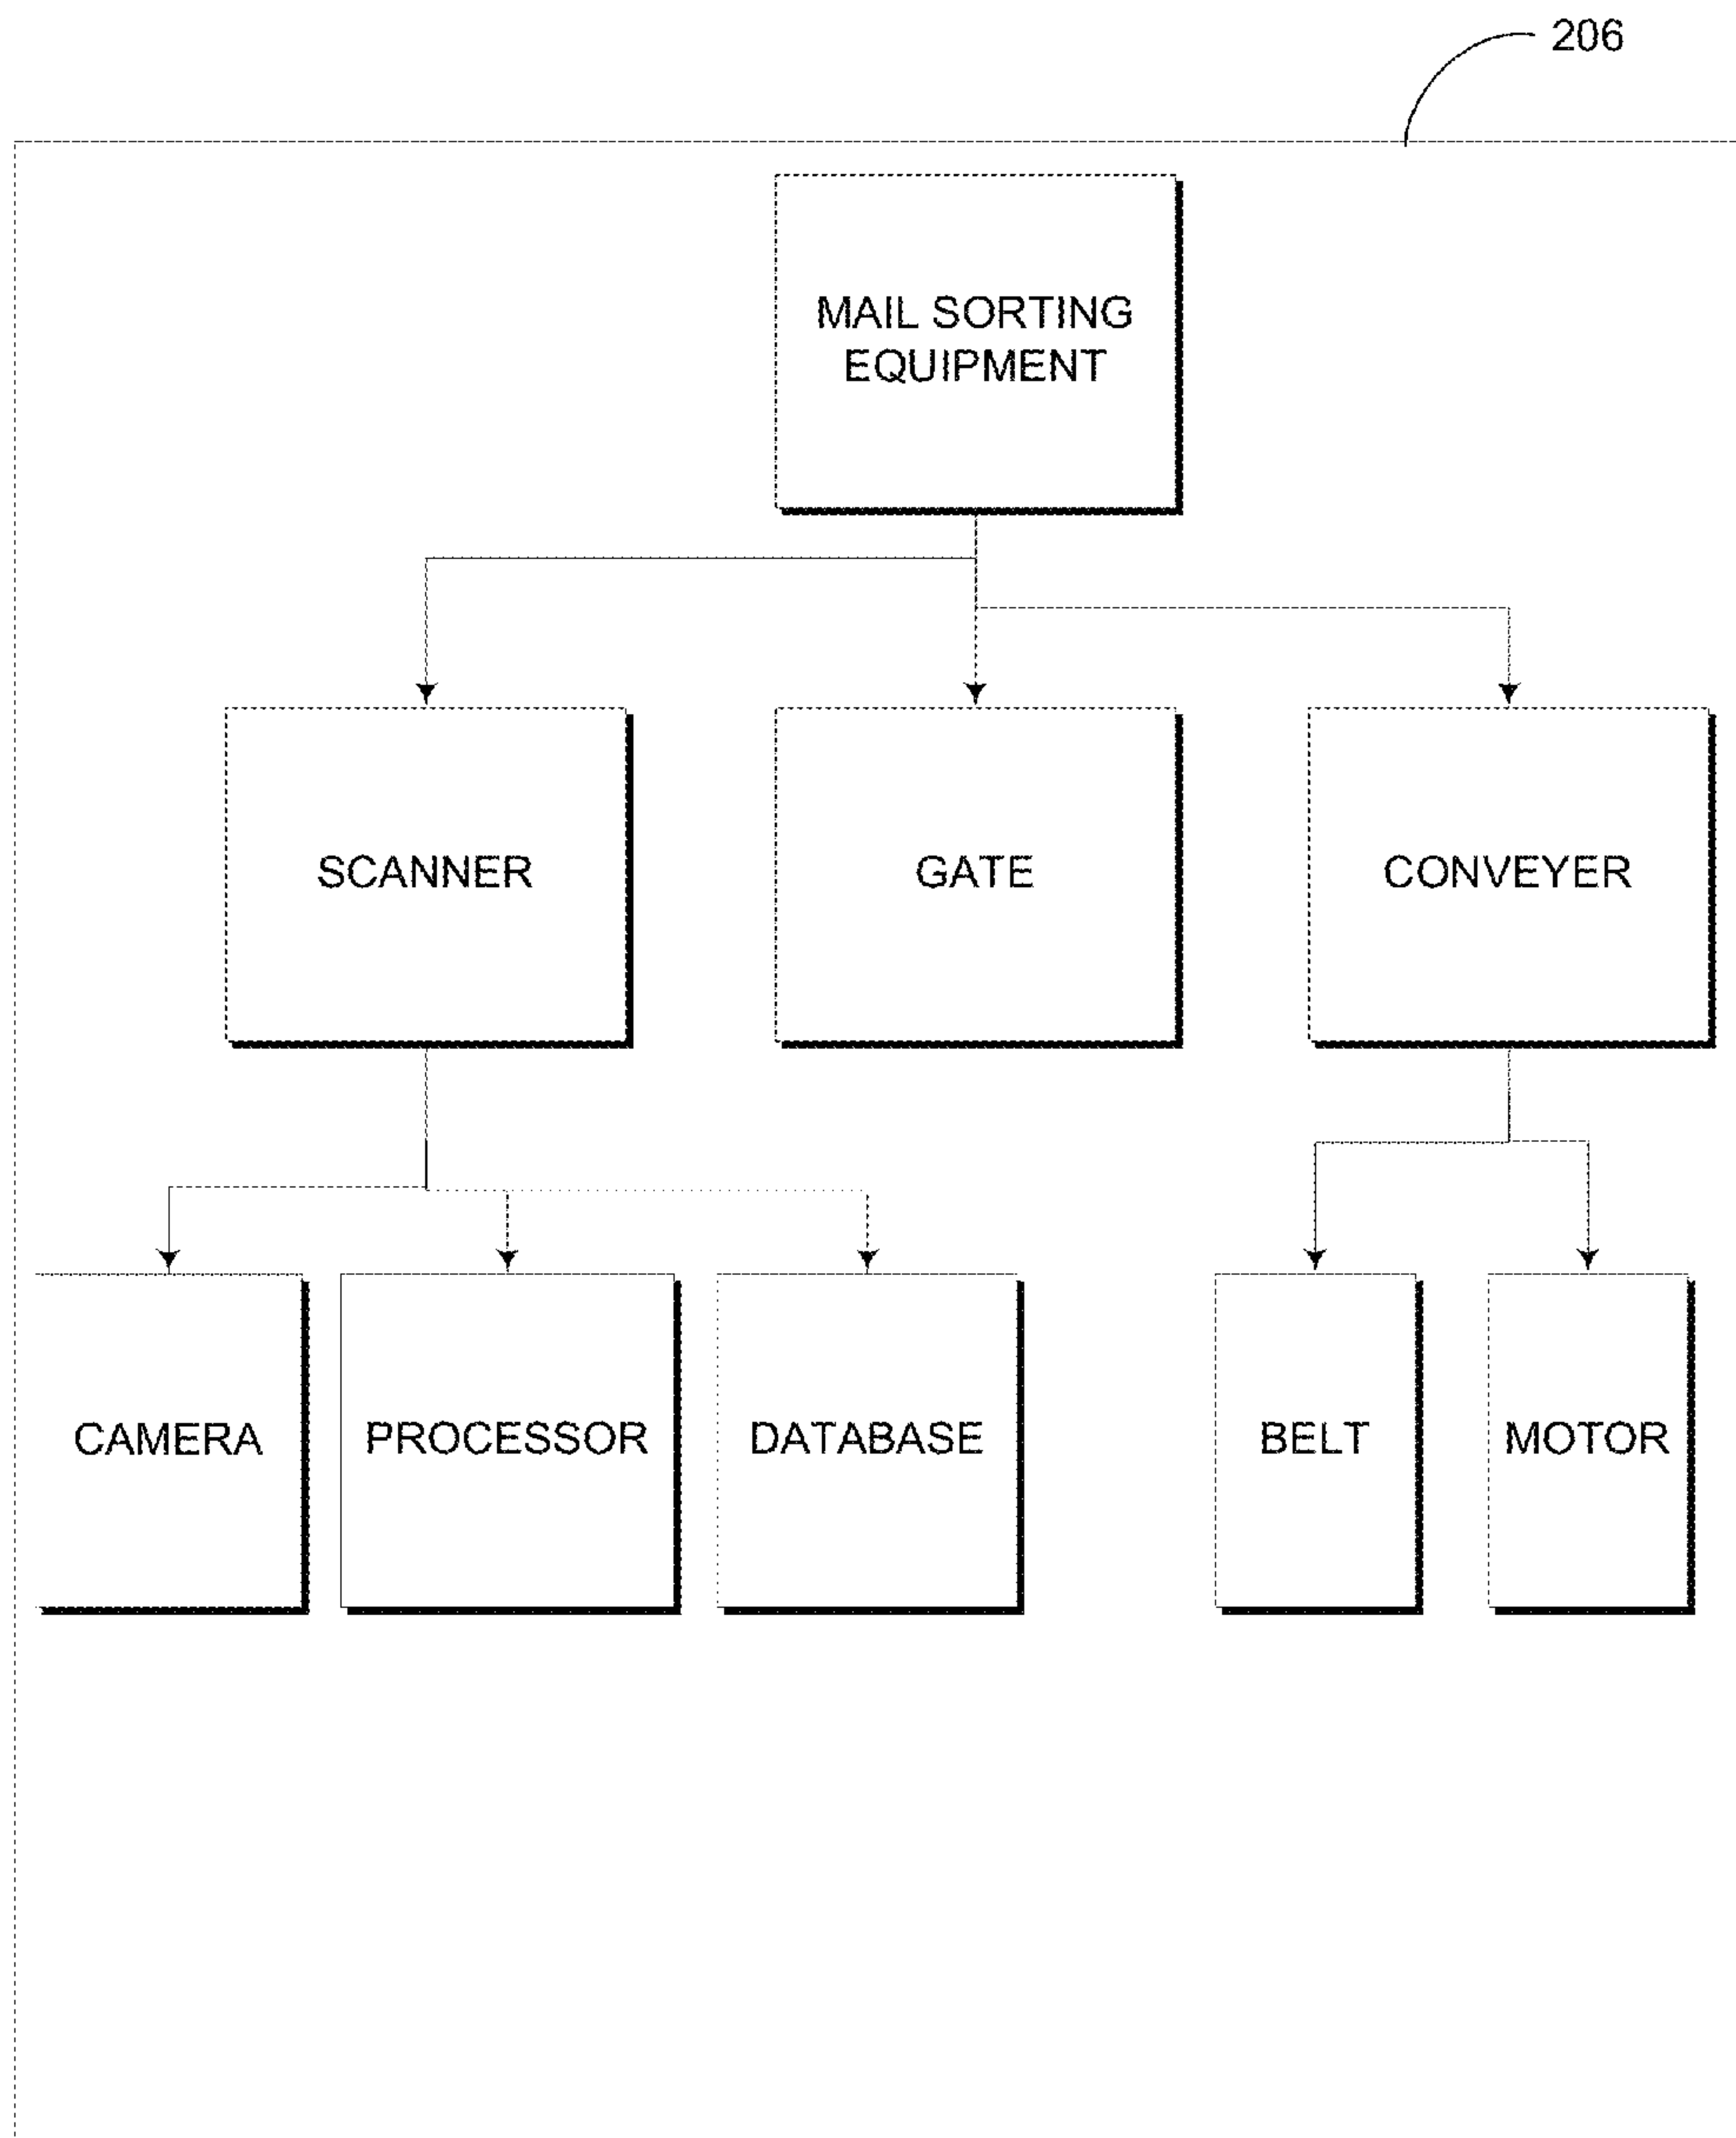 206
MAIL SORTING
EQUIPMENT
SCANNER
GATE
CONVEYER
CAMERA
PROCESSOR
DATABASE
BELT
MOTOR